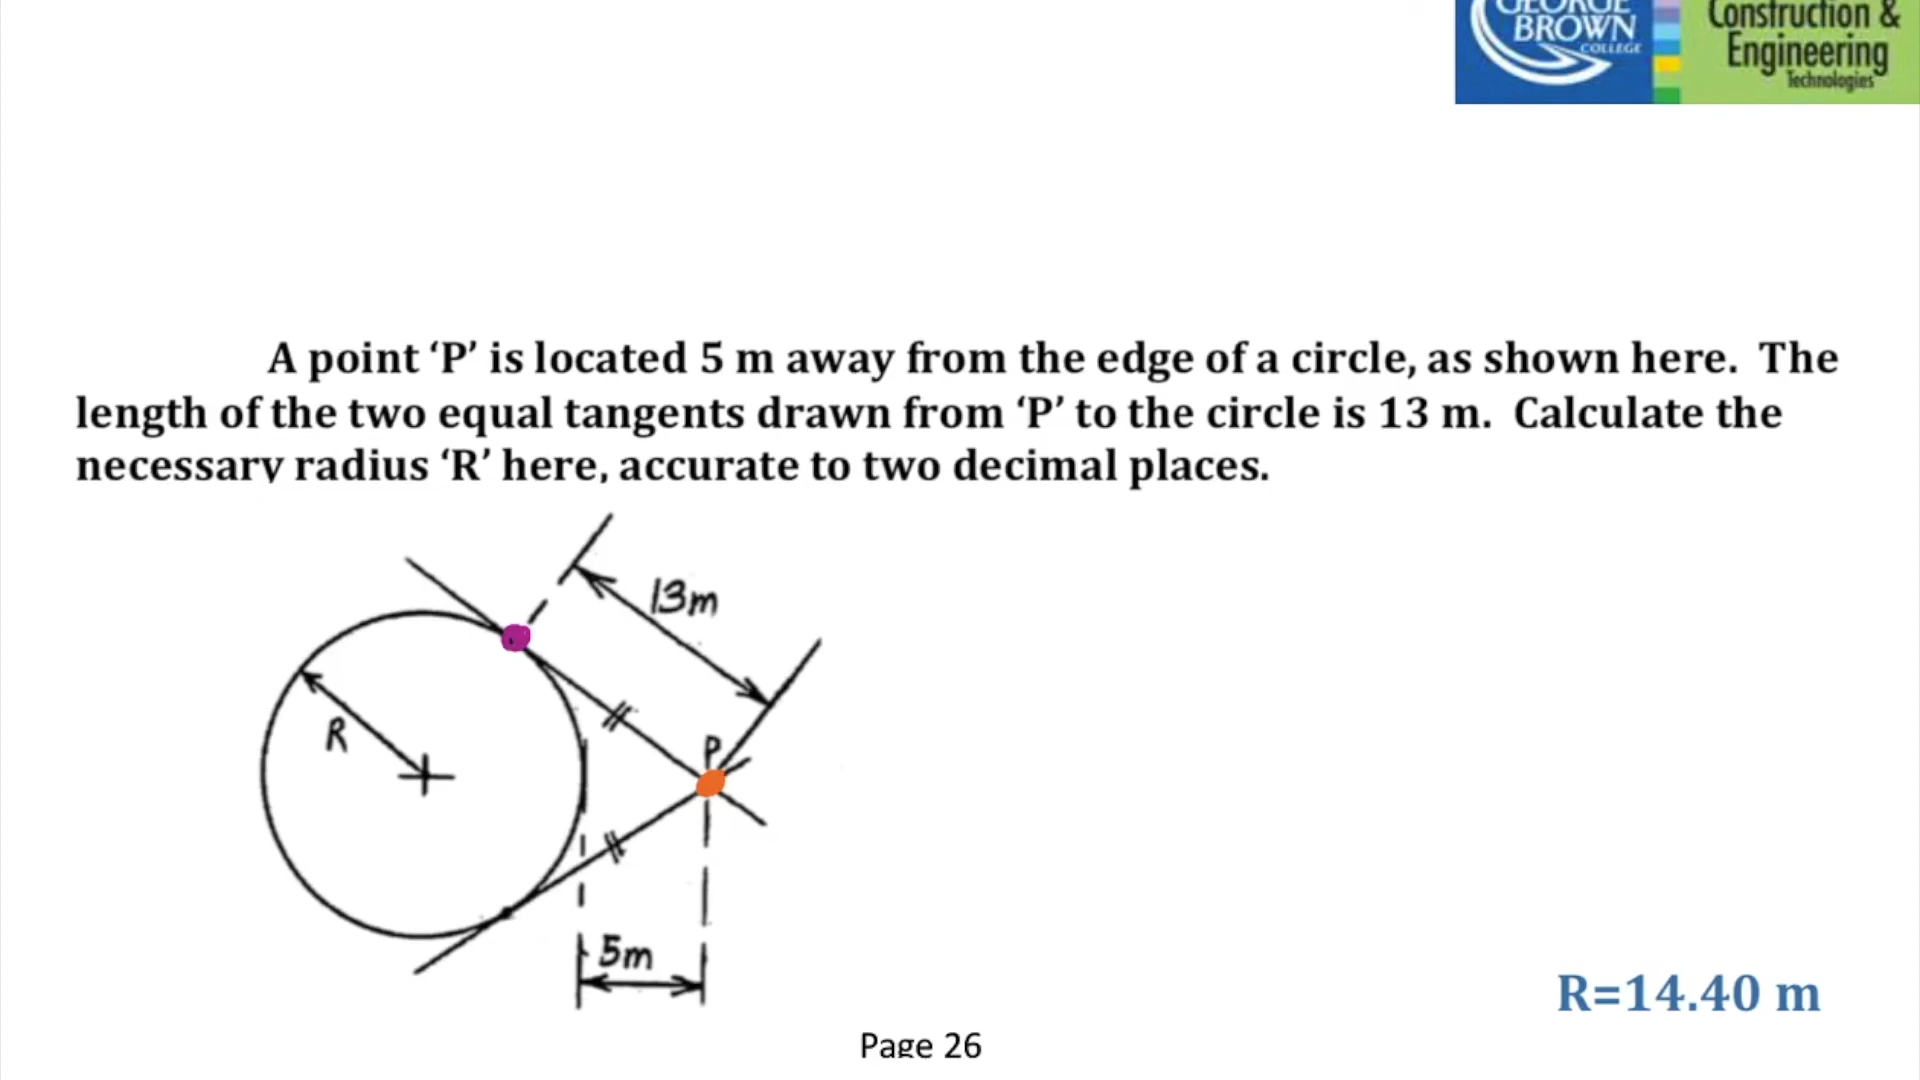 GEORGE
BROWN
COLLEGE
Construction &
Engineering
Technologies
A point ‘P’ is located 5 m away from the edge of a circle, as shown here. The
length of the two equal tangents drawn from ‘P’ to the circle is 13 m. Calculate the
necessary radius ‘R’ here, accurate to two decimal places.
13m
R
P
5m
R=14.40 m
Page 26